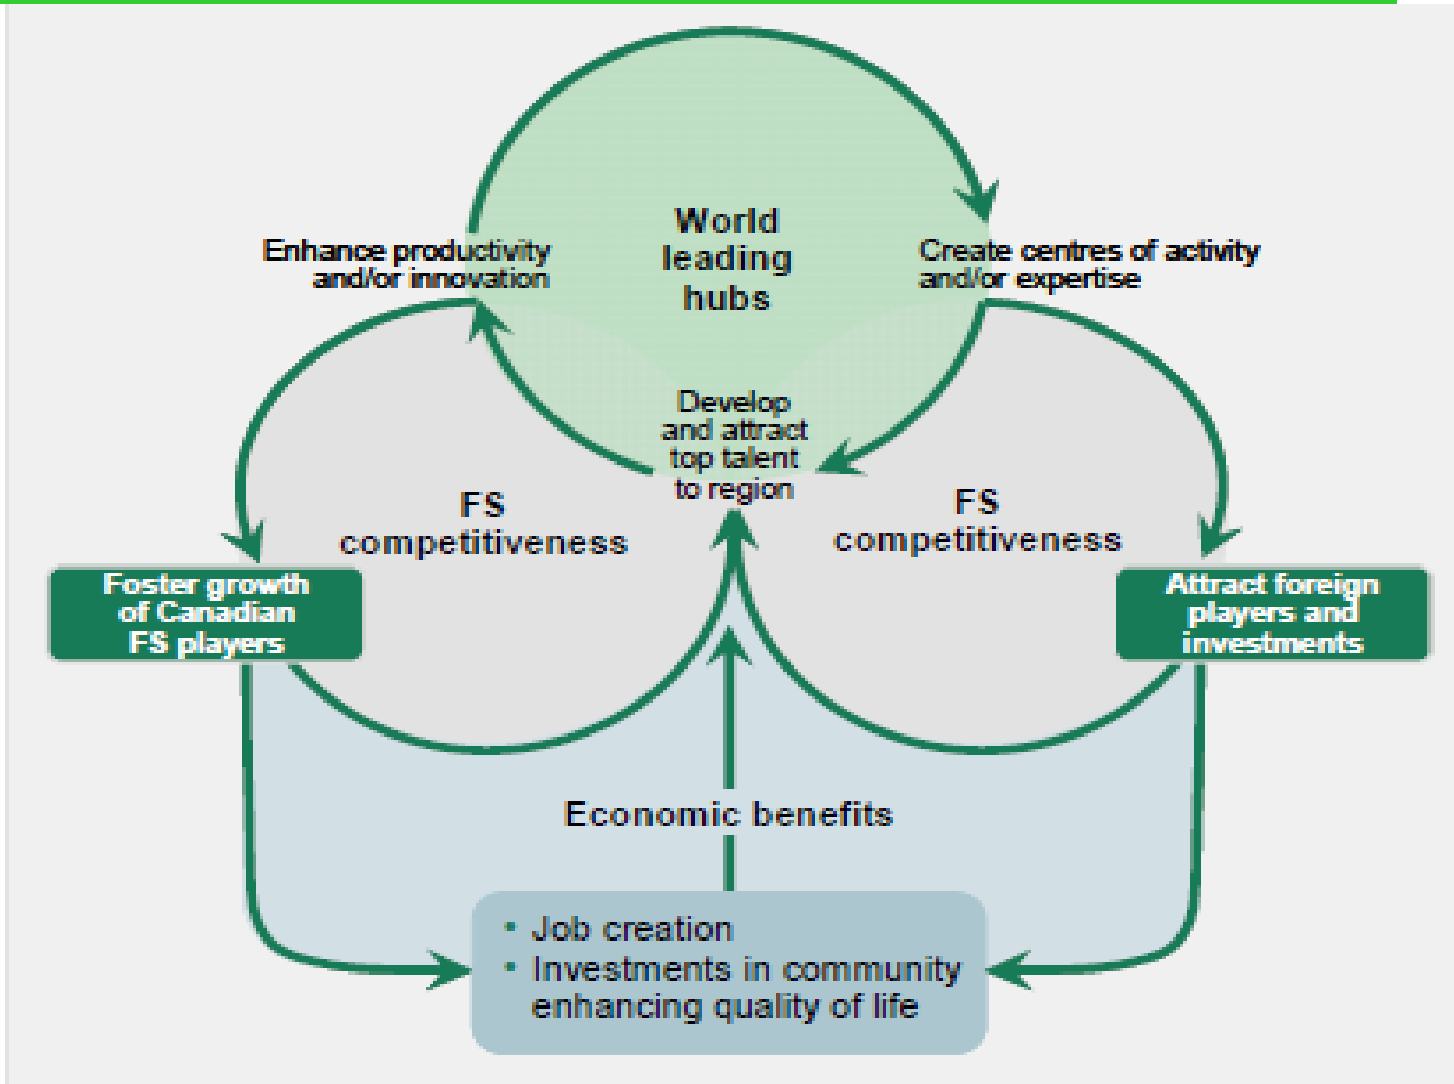 World
leading
hubs
Enhance productivity
and/or innovation
Create centres of activity
and/or expertise
Develop
and attract
top talent
to region
FS
competitiveness
FS
competitiveness
Foster growth
of Canadian
FS players
Attract foreign
players and
investments
Economic benefits
• Job creation
• Investments in community
enhancing quality of life